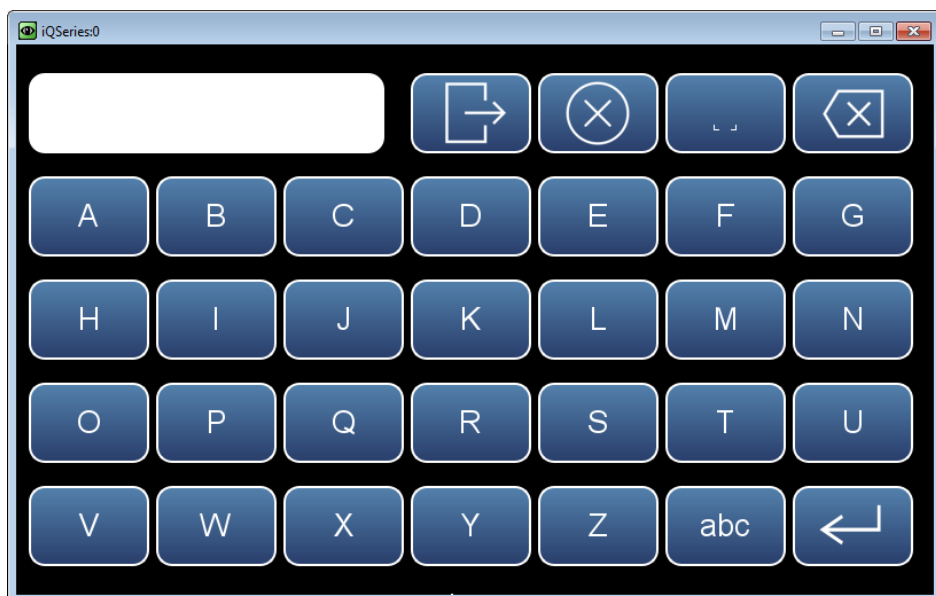 iQSeries:0
A B C D E F G
H I J K L M N
O P Q R S T U
V W X Y Z abc